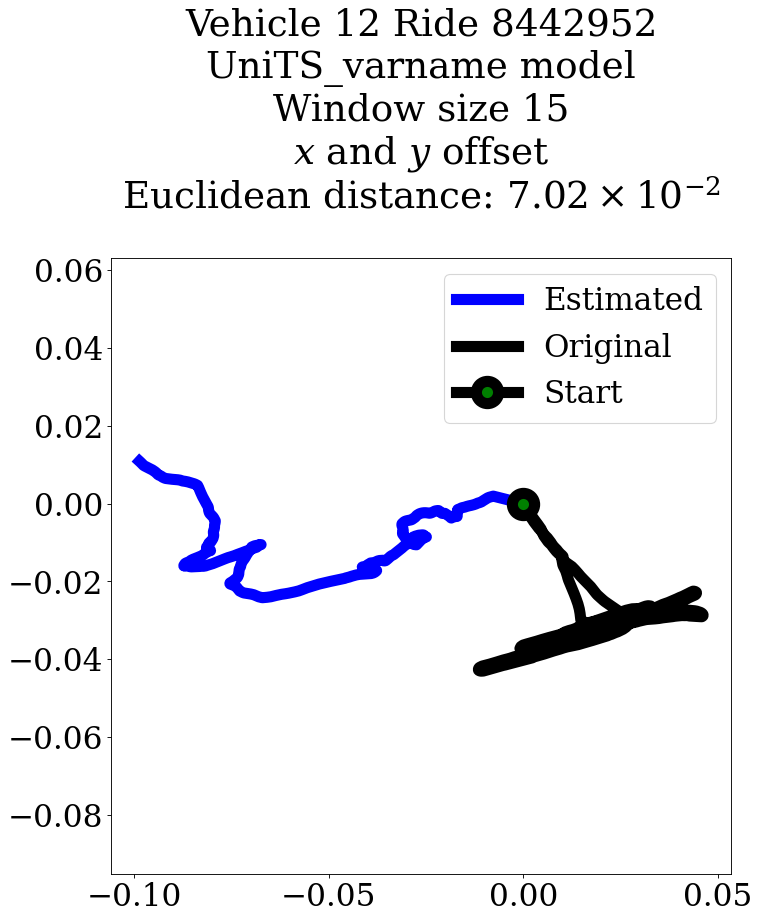 Vehicle 12 Ride 8442952
UniTS_varname model
Window size 15
x and y offset
Euclidean distance: 7.02 × 10⁻²
Estimated
Original
Start
0.06
0.04
0.02
0.00
−0.02
−0.04
−0.06
−0.08
−0.10 −0.05 0.00 0.05